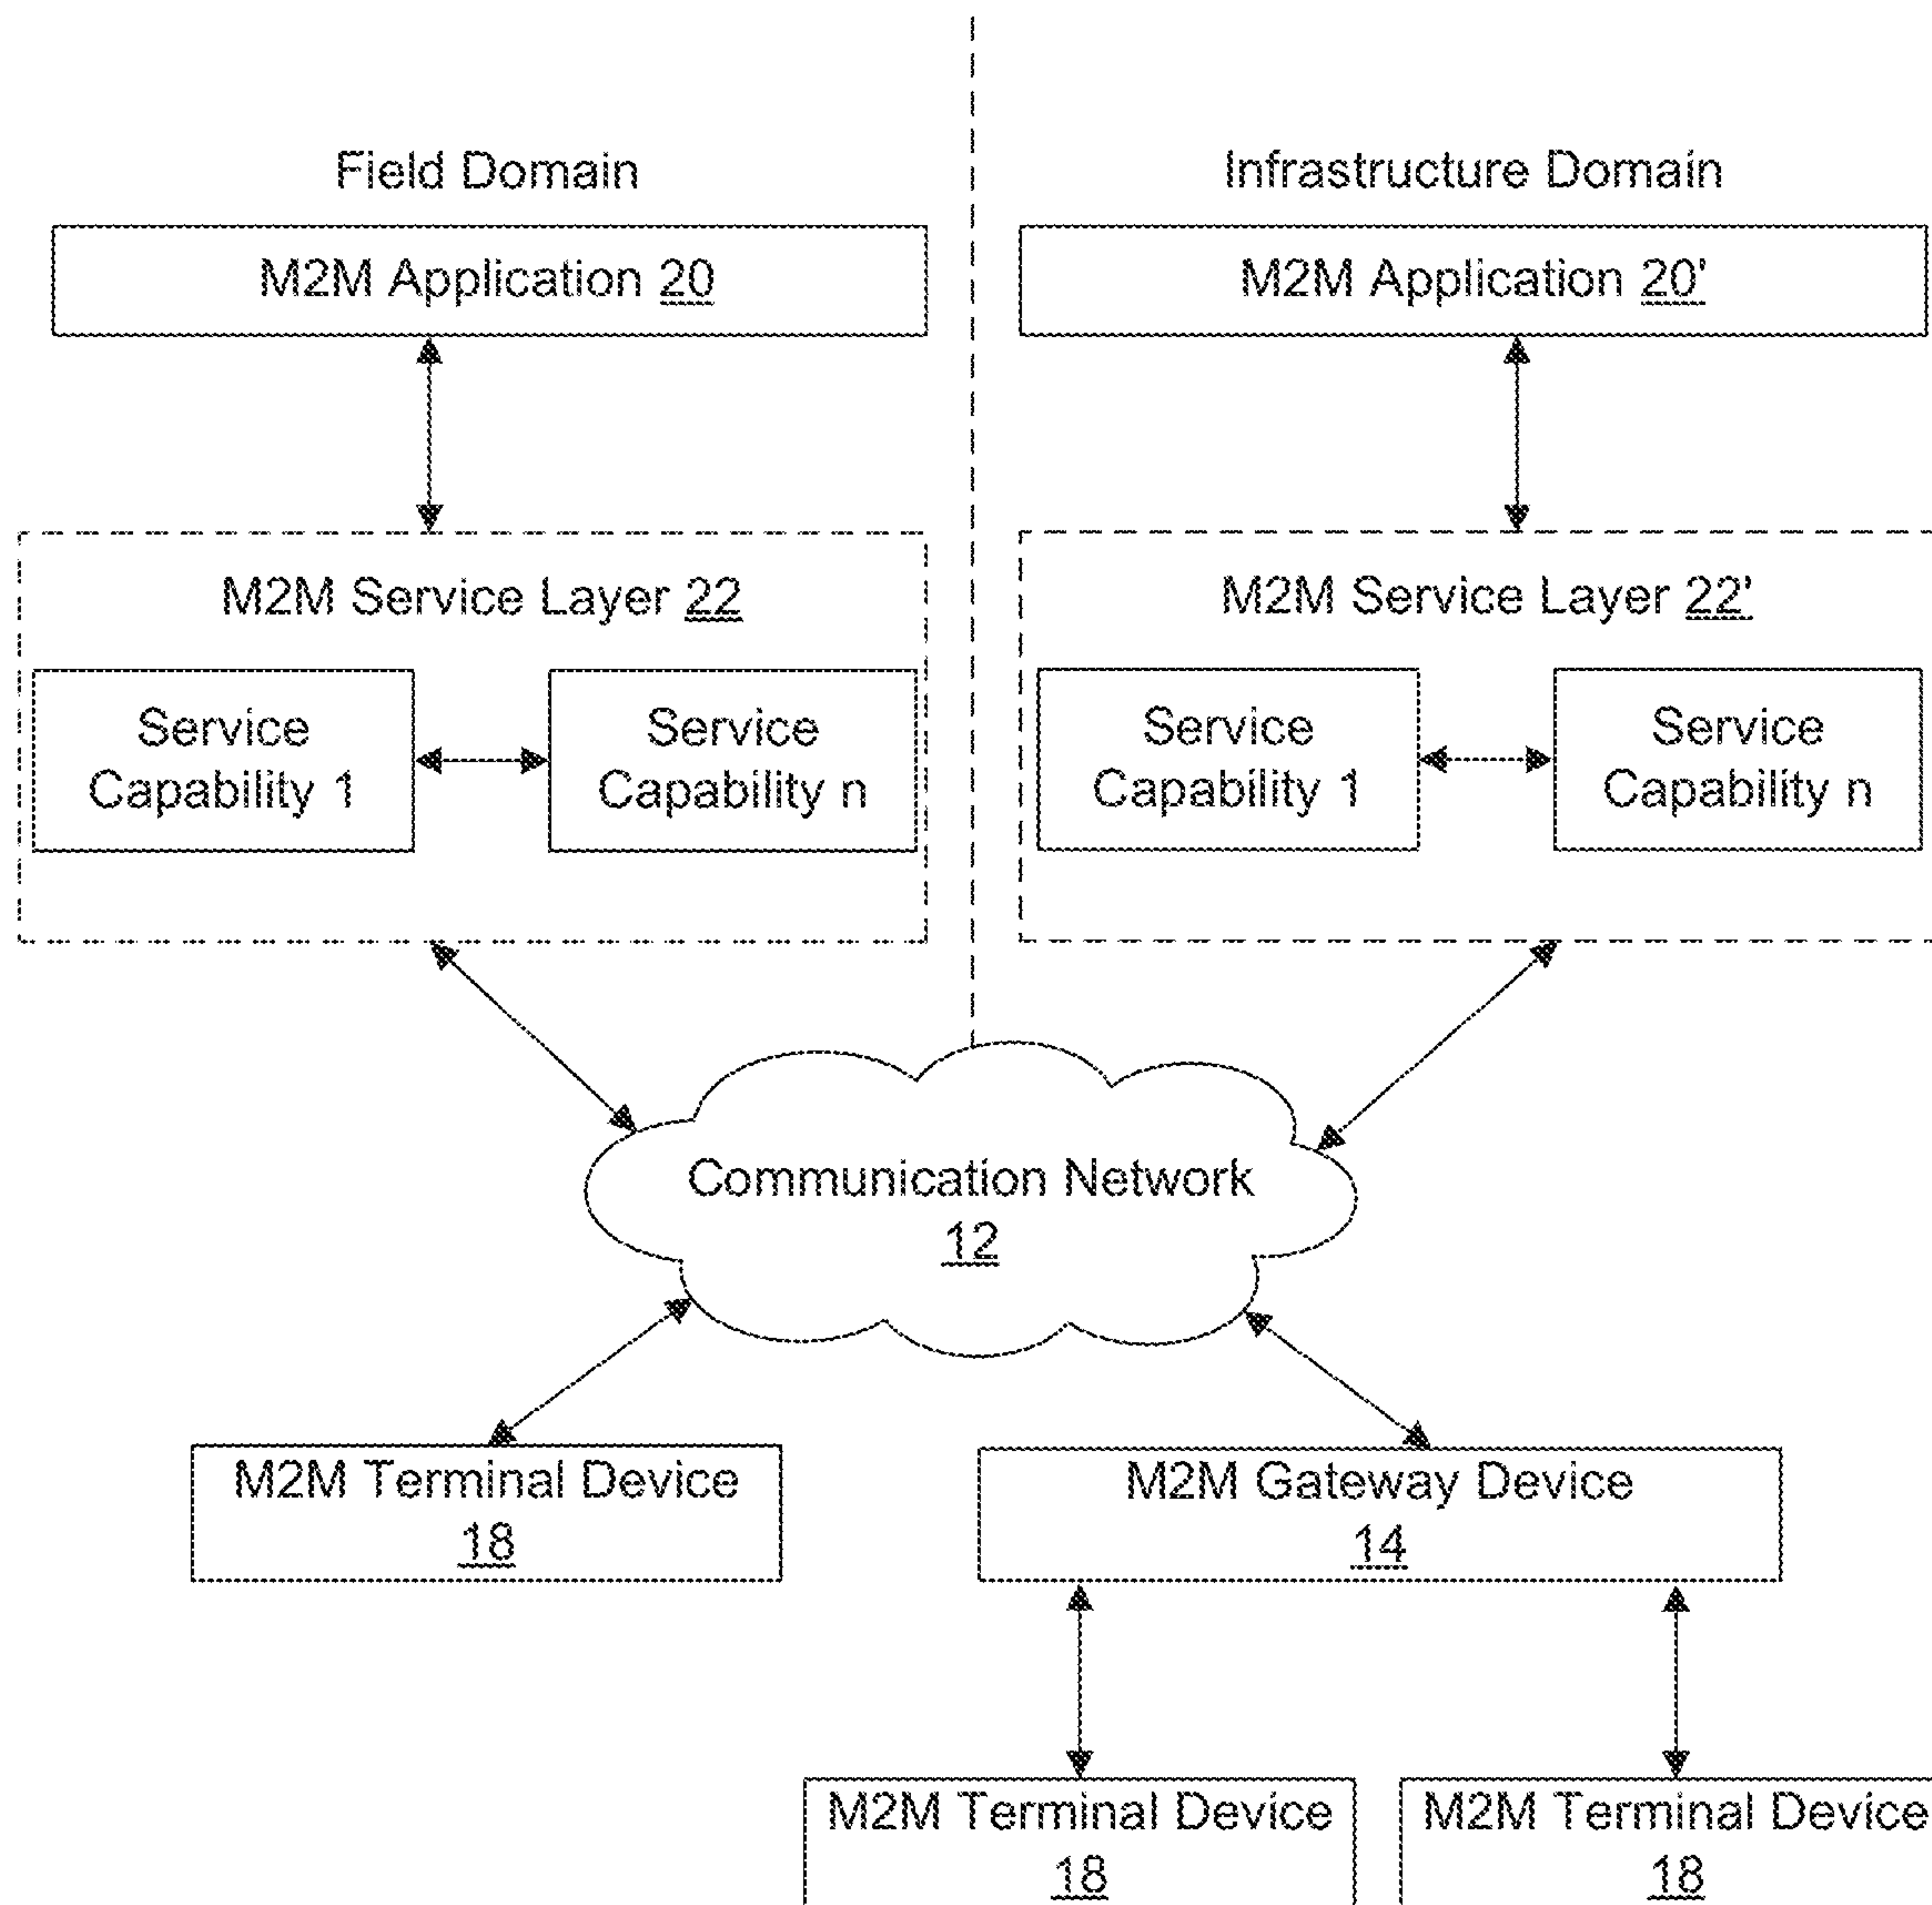 Field Domain
Infrastructure Domain
M2M Application 20
M2M Application 20'
M2M Service Layer 22
M2M Service Layer 22'
Service
Capability 1
Service
Capability n
Service
Capability 1
Service
Capability n
Communication Network
12
M2M Terminal Device
18
M2M Gateway Device
14
M2M Terminal Device
18
M2M Terminal Device
18